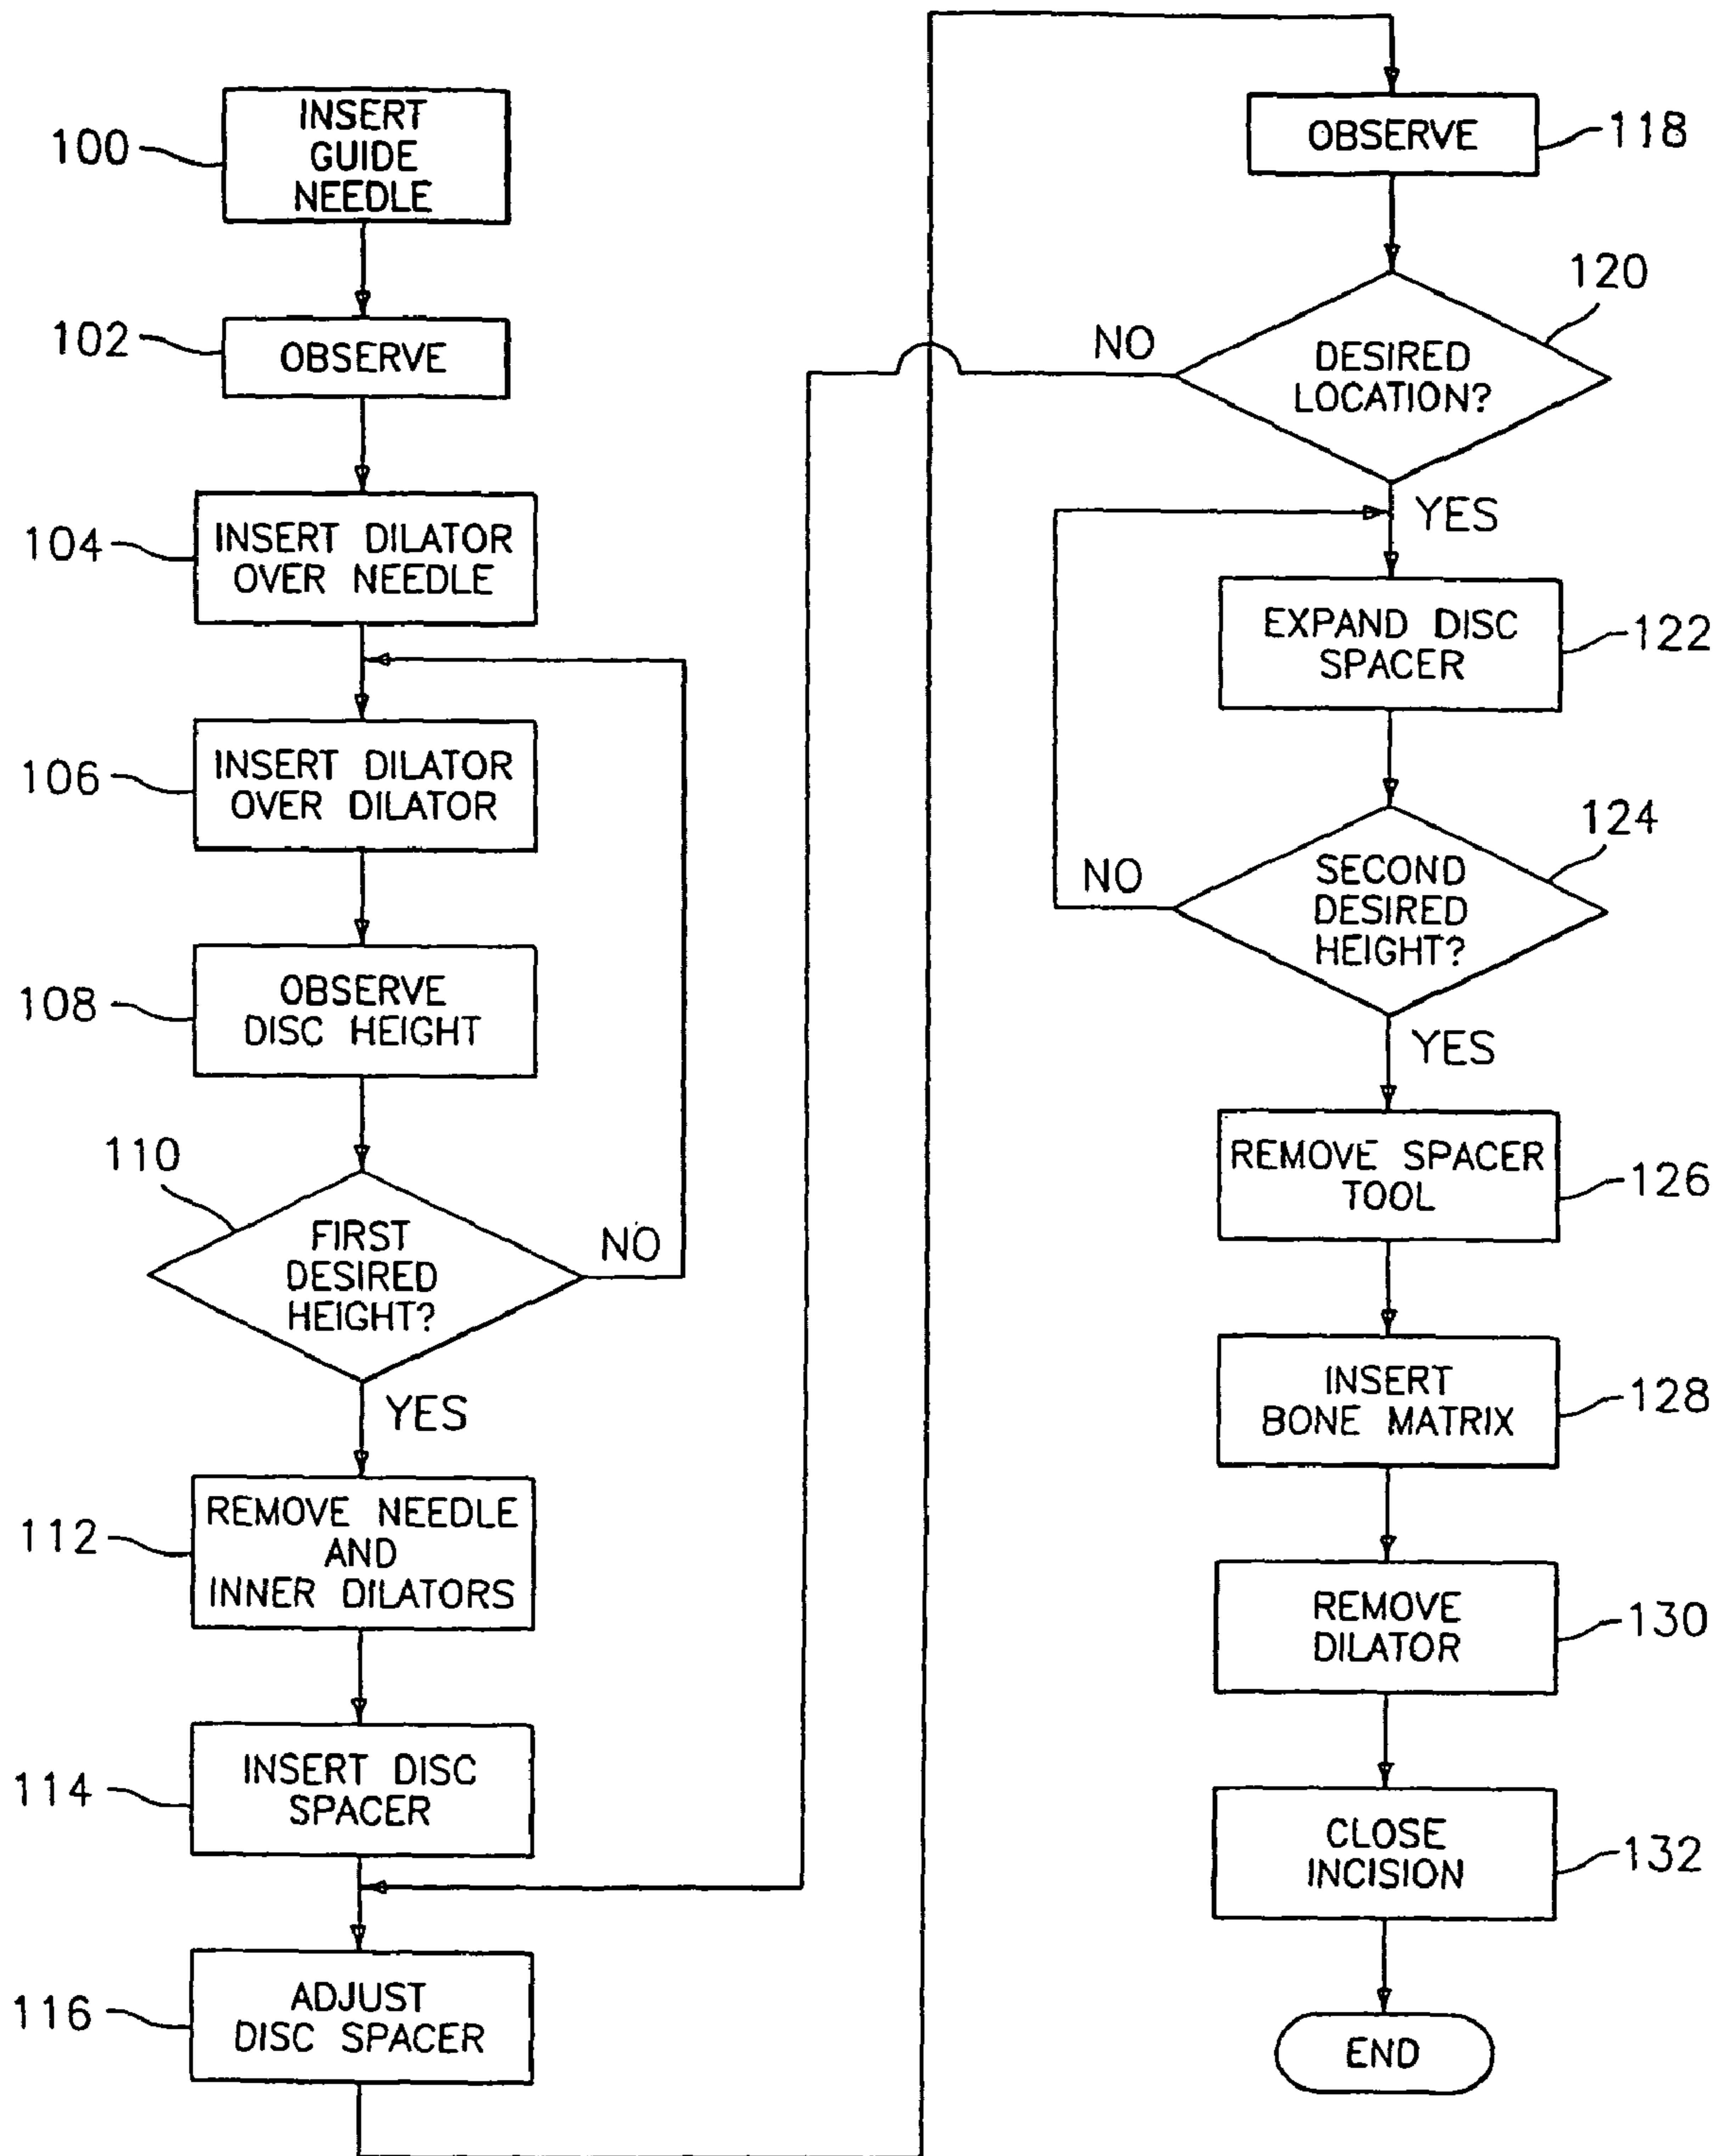 100
INSERT
GUIDE
NEEDLE
102
OBSERVE
104
INSERT DILATOR
OVER NEEDLE
106
INSERT DILATOR
OVER DILATOR
108
OBSERVE
DISC HEIGHT
110
FIRST
DESIRED
HEIGHT?
NO
YES
112
REMOVE NEEDLE
AND
INNER DILATORS
114
INSERT DISC
SPACER
116
ADJUST
DISC SPACER
OBSERVE
118
120
NO
DESIRED
LOCATION?
YES
EXPAND DISC
SPACER
122
124
NO
SECOND
DESIRED
HEIGHT?
YES
REMOVE SPACER
TOOL
126
INSERT
BONE MATRIX
128
REMOVE
DILATOR
130
CLOSE
INCISION
132
END